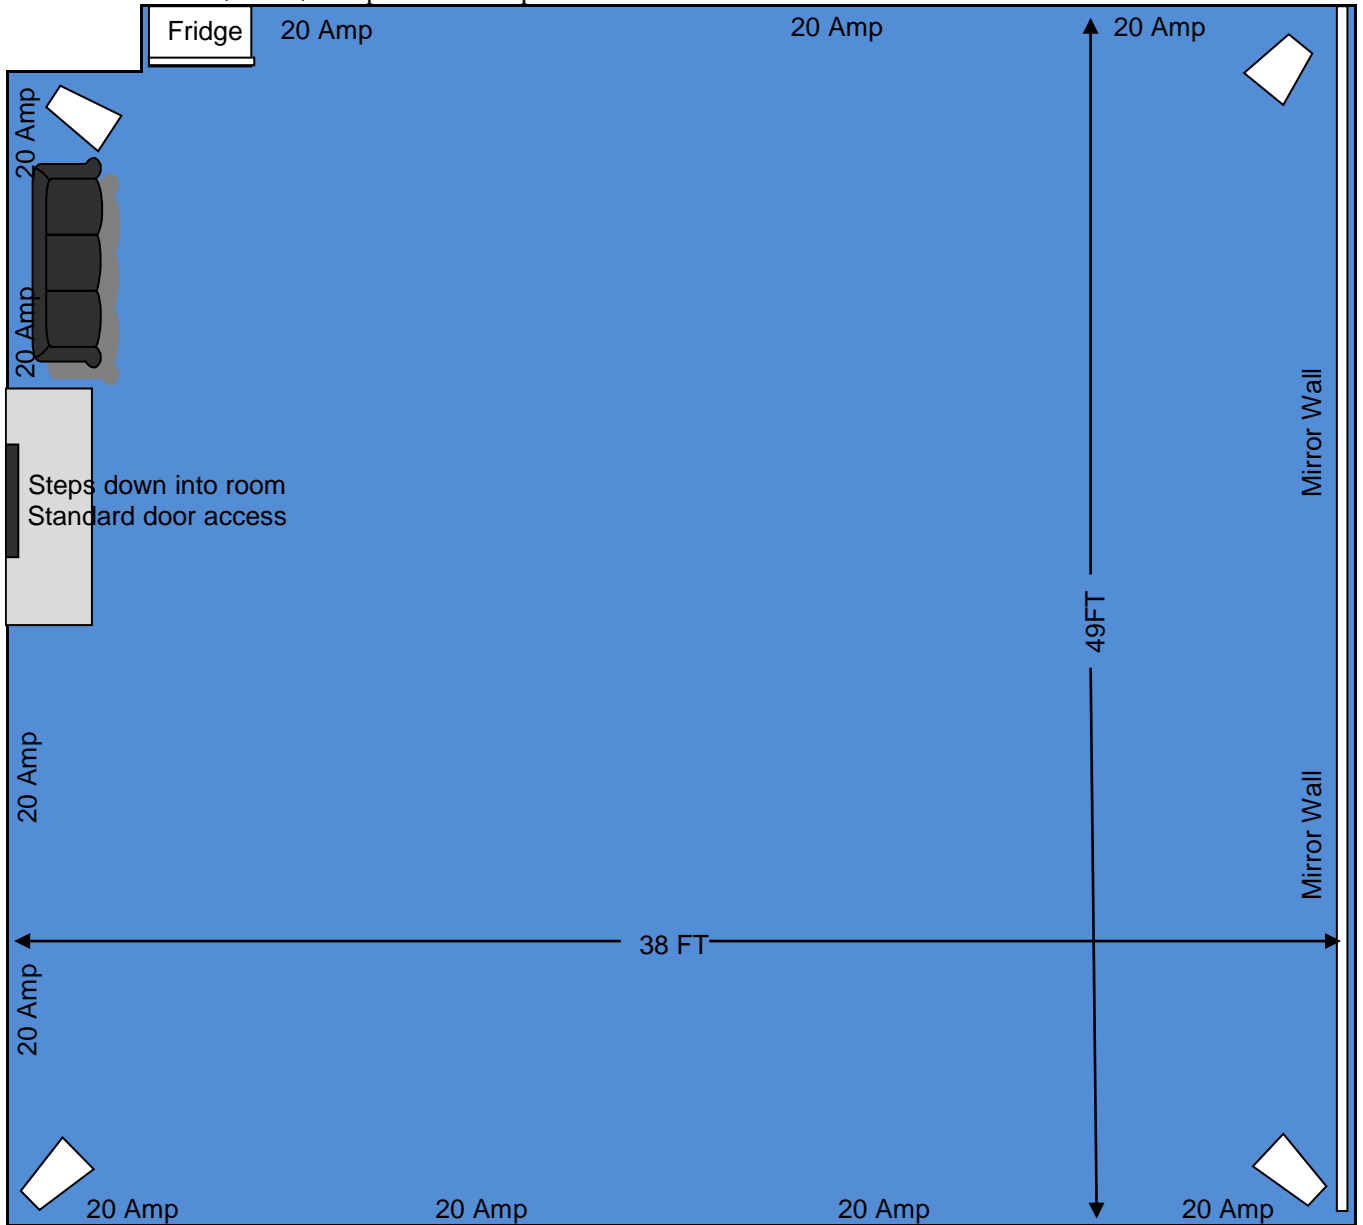 Fridge
20 Amp
20 Amp
20 Amp
20 Amp
20 Amp
Mirror Wall
Steps down into room
Standard door access
49FT
20 Amp
Mirror Wall
38 FT
20 Amp
20 Amp
20 Amp
20 Amp
20 Amp